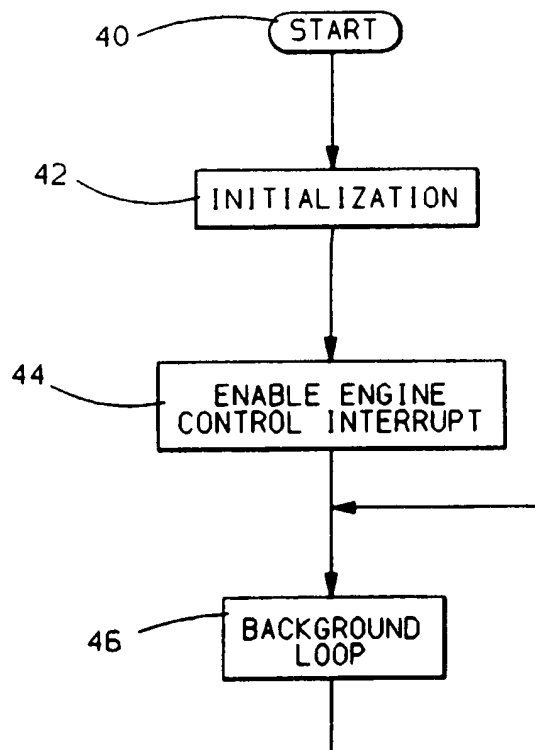 40
START
42
INITIALIZATION
44
ENABLE ENGINE
CONTROL INTERRUPT
46
BACKGROUND
LOOP